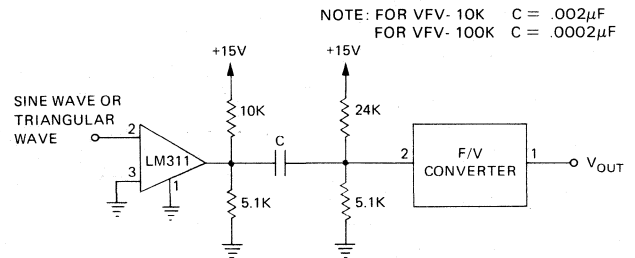 NOTE: FOR VFV- 10K C = .002μF
FOR VFV- 100K C = .0002μF
+15V
+15V
SINE WAVE OR
TRIANGULAR
WAVE
10K
24K
2
LM311
3
1
C
5.1K
5.1K
2
F/V
CONVERTER
1
VOUT